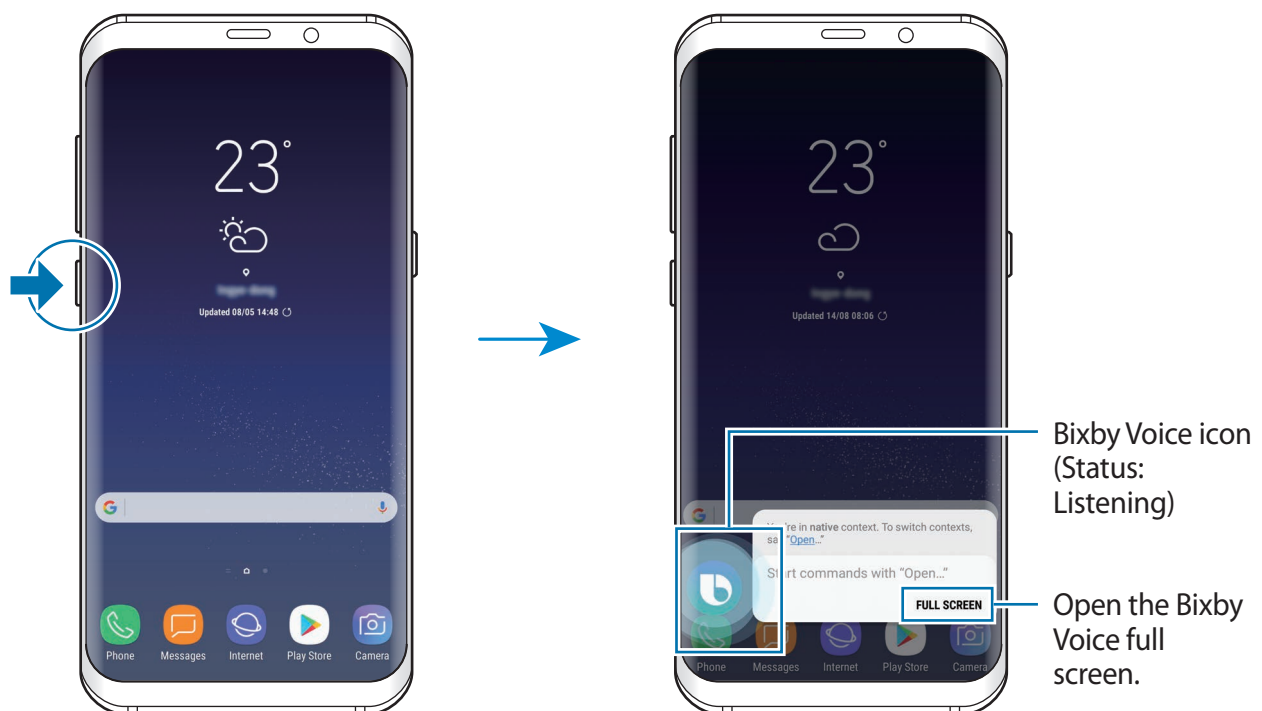 23°
Updated 08/05 14:48
G
Phone
Messages
Internet
Play Store
Camera
23°
Updated 14/08 08:06
G
You're in native context. To switch contexts,
say "Open..."
Start commands with "Open..."
FULL SCREEN
Phone
Messages
Internet
Play Store
Camera
Bixby Voice icon
(Status:
Listening)
Open the Bixby
Voice full
screen.